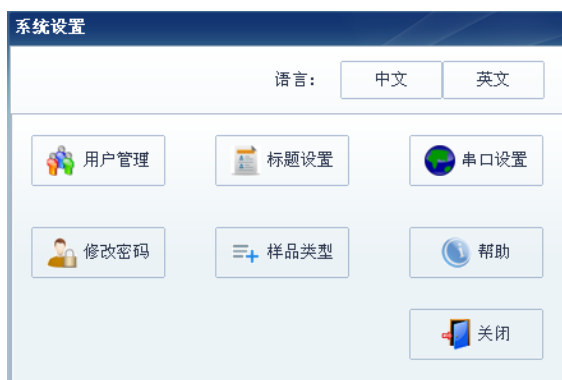 系统设置
语言： 中文 英文
用户管理 标题设置 串口设置
修改密码 样品类型 帮助
关闭